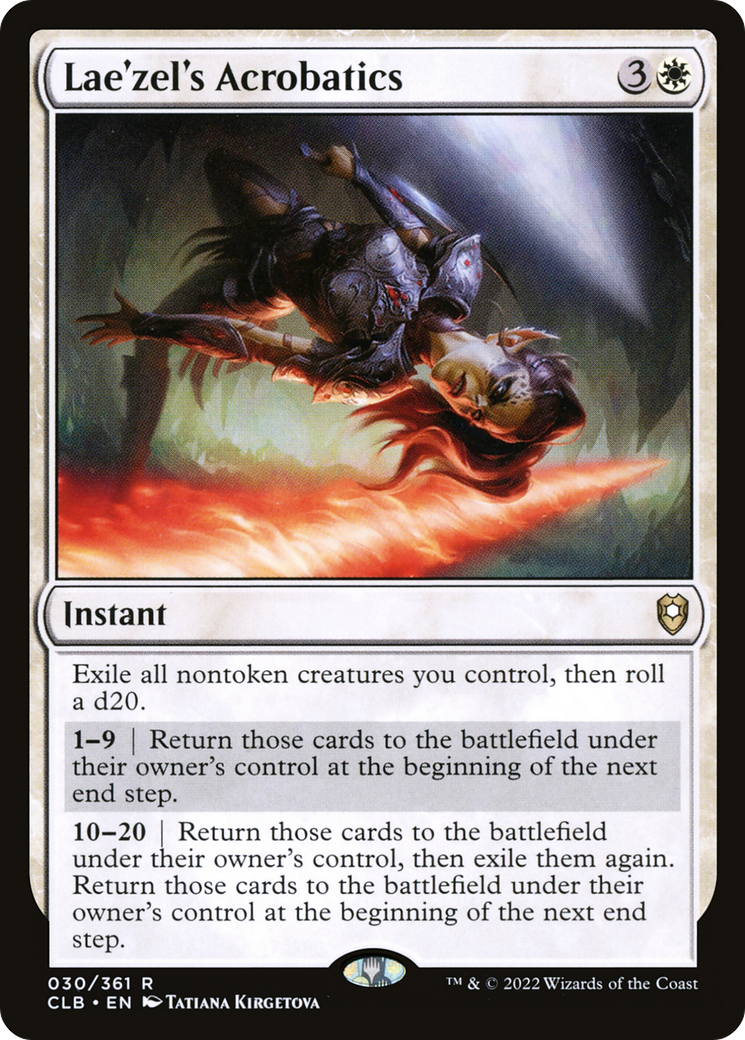 Lae'zel's Acrobatics 3
Instant
Exile all nontoken creatures you control, then roll
a d20.
1–9 | Return those cards to the battlefield under
their owner's control at the beginning of the next
end step.
10–20 | Return those cards to the battlefield
under their owner's control, then exile them again.
Return those cards to the battlefield under their
owner's control at the beginning of the next end
step.
030/361 R
CLB • EN Tatiana Kirgetova
™ & © 2022 Wizards of the Coast